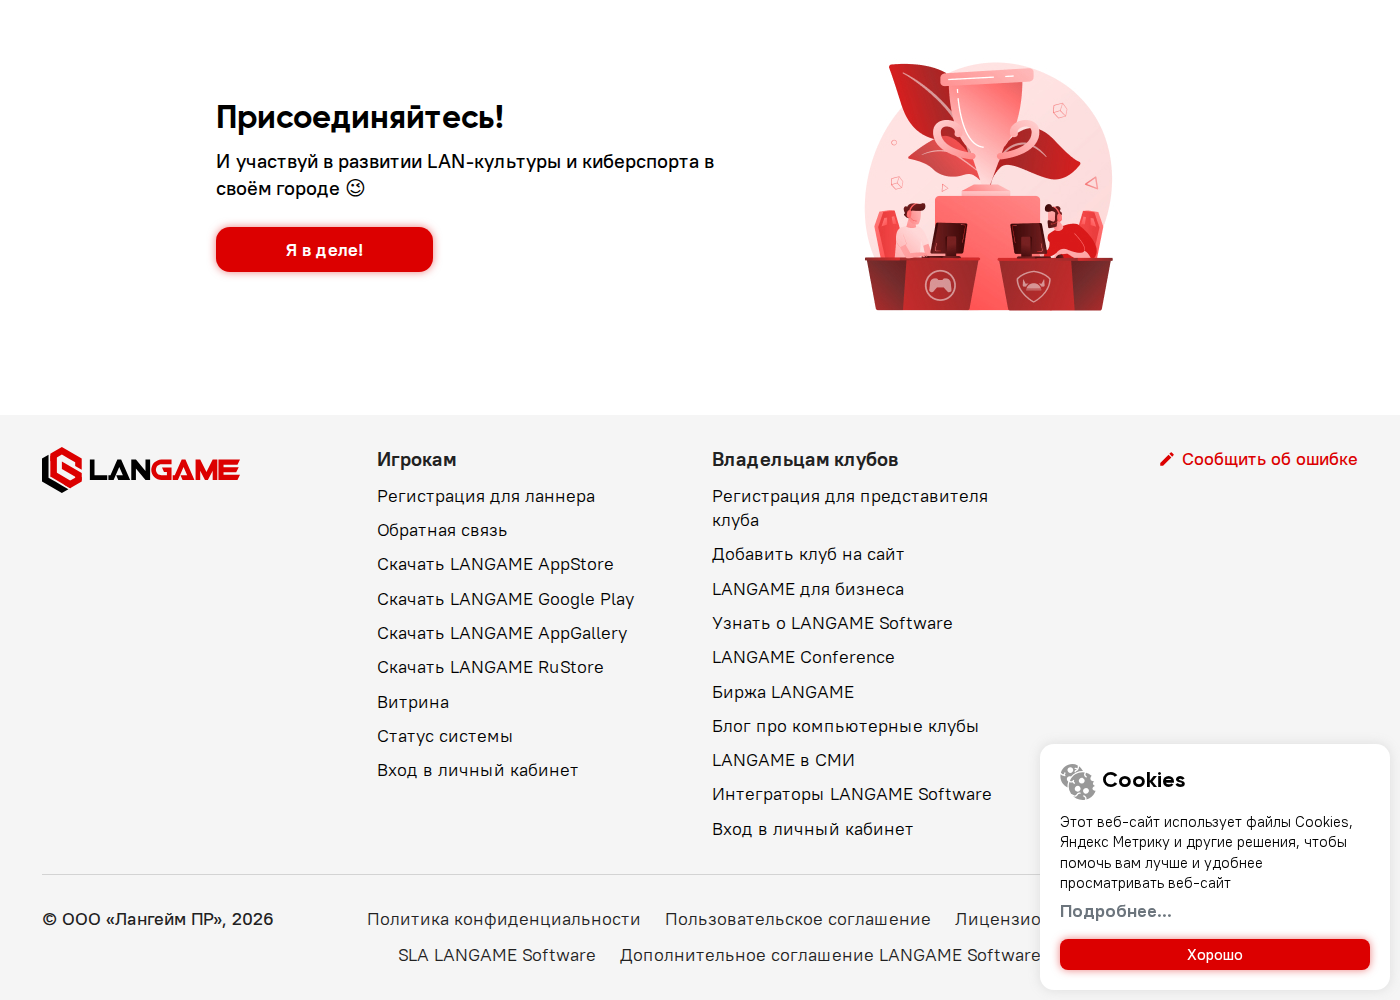 Присоединяйтесь!
И участвуй в развитии LAN-культуры и киберспорта в
своём городе 😉
Я в деле!
LANGAME
Игрокам
Регистрация для ланнера
Обратная связь
Скачать LANGAME AppStore
Скачать LANGAME Google Play
Скачать LANGAME AppGallery
Скачать LANGAME RuStore
Витрина
Статус системы
Вход в личный кабинет
Владельцам клубов
Регистрация для представителя
клуба
Добавить клуб на сайт
LANGAME для бизнеса
Узнать о LANGAME Software
LANGAME Conference
Биржа LANGAME
Блог про компьютерные клубы
LANGAME в СМИ
Интеграторы LANGAME Software
Вход в личный кабинет
Сообщить об ошибке
© ООО «Лангейм ПР», 2026
Политика конфиденциальности Пользовательское соглашение
SLA LANGAME Software Дополнительное соглашение LANGAME Software
Cookies
Этот веб-сайт использует файлы Cookies,
Яндекс Метрику и другие решения, чтобы
помочь вам лучше и удобнее
просматривать веб-сайт
Подробнее...
Хорошо